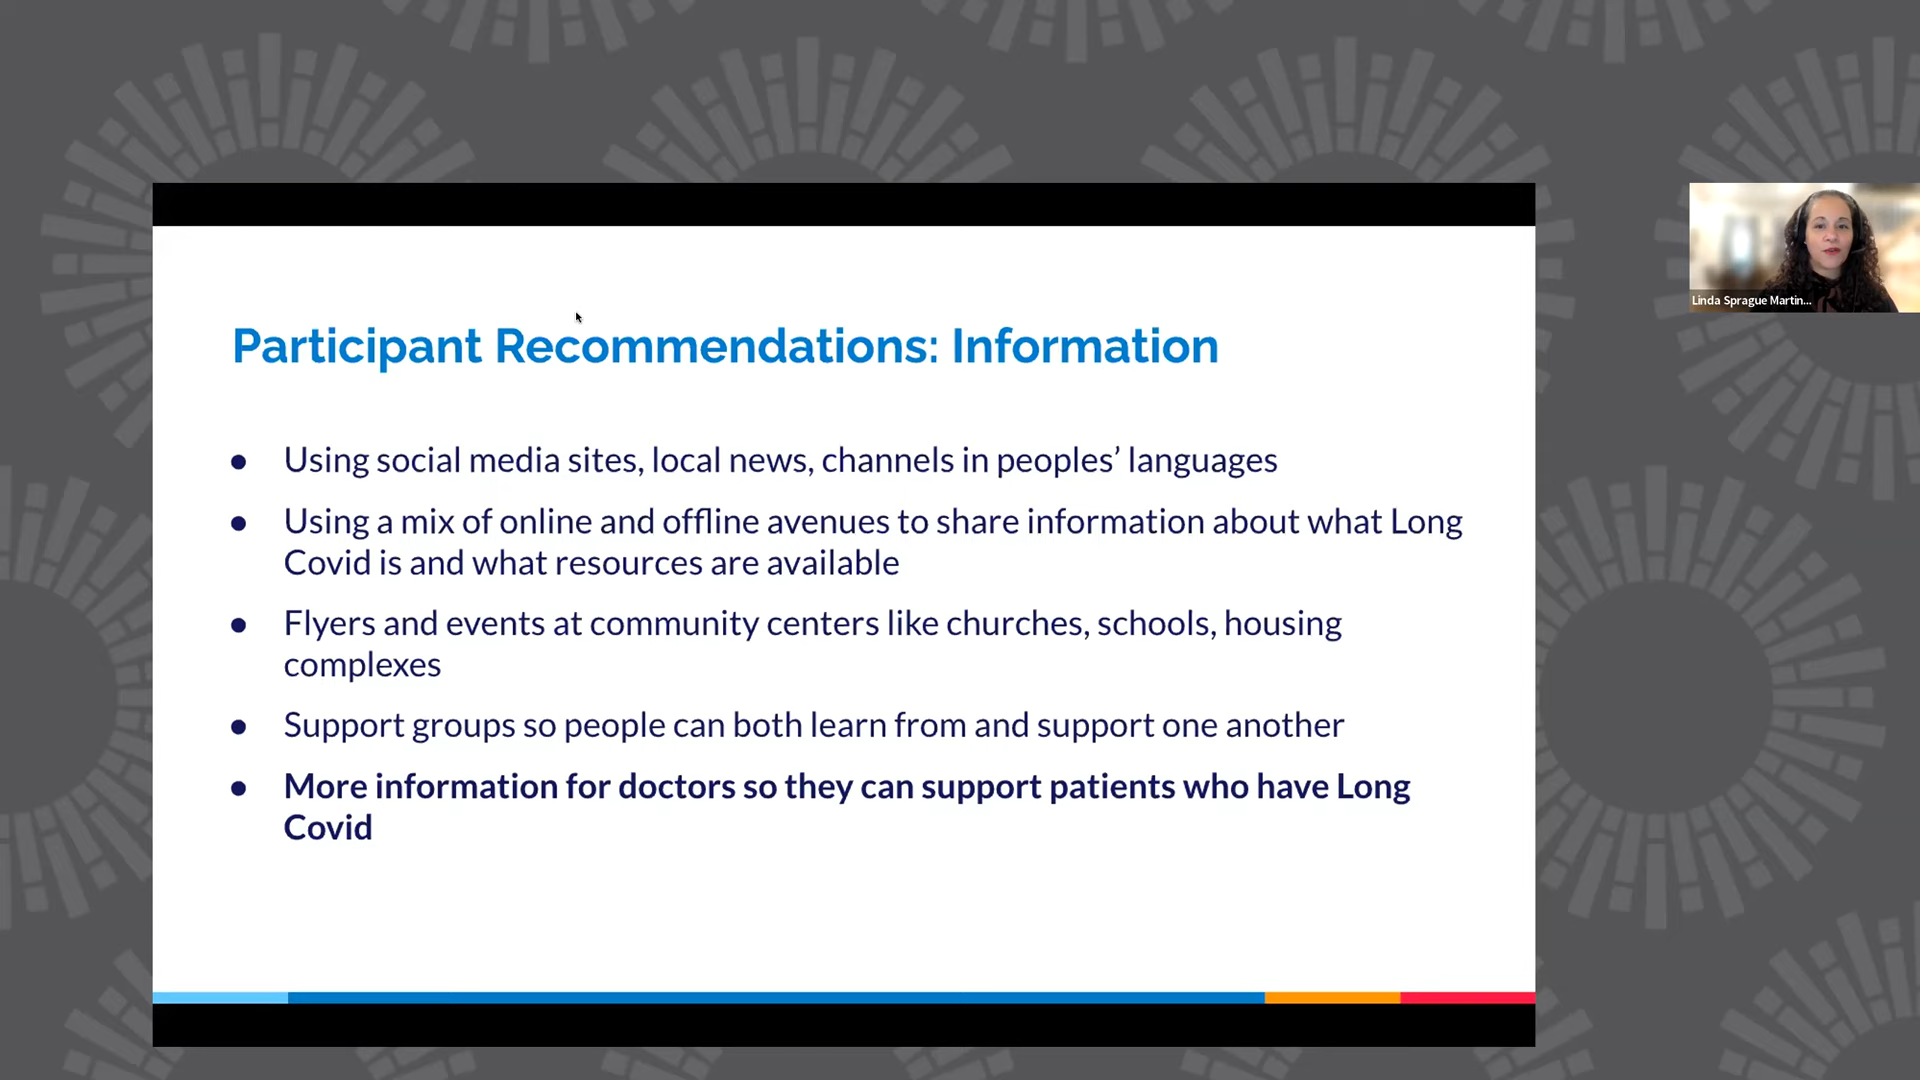 Participant Recommendations: Information
● Using social media sites, local news, channels in peoples’ languages
● Using a mix of online and offline avenues to share information about what Long
Covid is and what resources are available
● Flyers and events at community centers like churches, schools, housing
complexes
● Support groups so people can both learn from and support one another
● More information for doctors so they can support patients who have Long
Covid
Linda Sprague Martin...